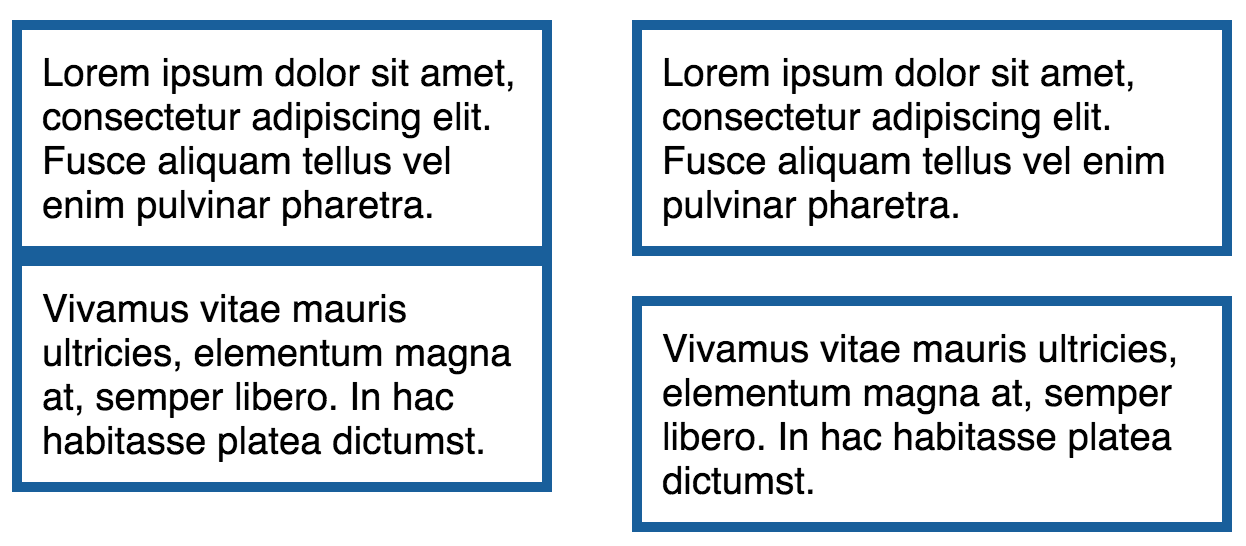 Lorem ipsum dolor sit amet,
consectetur adipiscing elit.
Fusce aliquam tellus vel
enim pulvinar pharetra.
Vivamus vitae mauris
ultricies, elementum magna
at, semper libero. In hac
habitasse platea dictumst.
Lorem ipsum dolor sit amet,
consectetur adipiscing elit.
Fusce aliquam tellus vel enim
pulvinar pharetra.
Vivamus vitae mauris ultricies,
elementum magna at, semper
libero. In hac habitasse platea
dictumst.